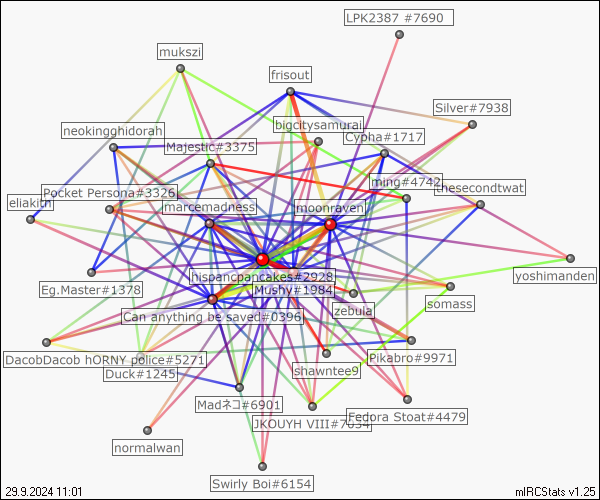 LPK2387 #7690
mukszi
frisout
Silver#7938
bigcitysamurai
neokingghidorah
Cypha#1717
Majestic#3375
ming#4742
thesecondtwat
Pocket Persona#3326
eliakith
marcemadness
moonraven
hispancpancakes#2928
yoshimanden
Eg.Master#1378
Mushy#1984
somass
zebula
Can anything be saved#0396
DacobDacob hORNY police#5271
Pikabro#9971
shawntee9
Duck#1245
Madネコ#6901
Fedora Stoat#4479
JKOUYH VIII#7034
normalwan
Swirly Boi#6154
29.9.2024 11:01
mIRCStats v1.25